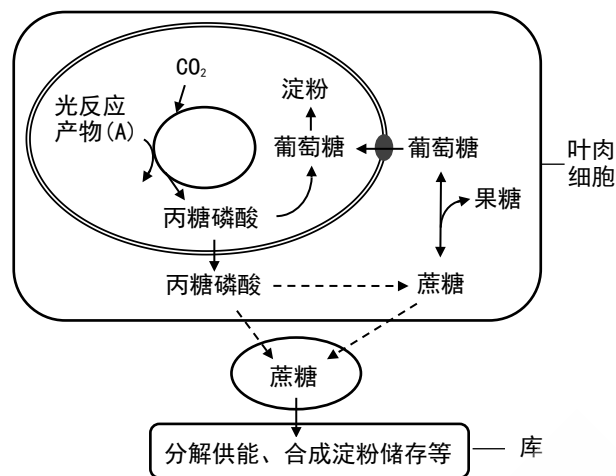 CO₂
光反应
产物(A)
淀粉
葡萄糖
葡萄糖
丙糖磷酸
果糖
叶肉
细胞
丙糖磷酸
蔗糖
蔗糖
分解供能、合成淀粉储存等
库